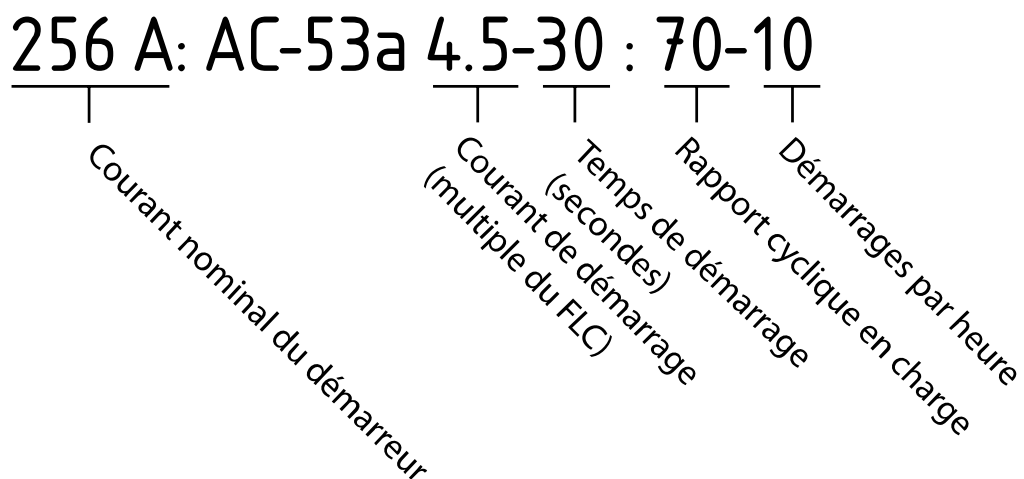 256 A: AC-53a 4.5-30 : 70-10
Courant nominal du démarreur
Courant de démarrage
(multiple du FLC)
Temps de démarrage
(secondes)
Rapport cyclique en charge
Démarrages par heure